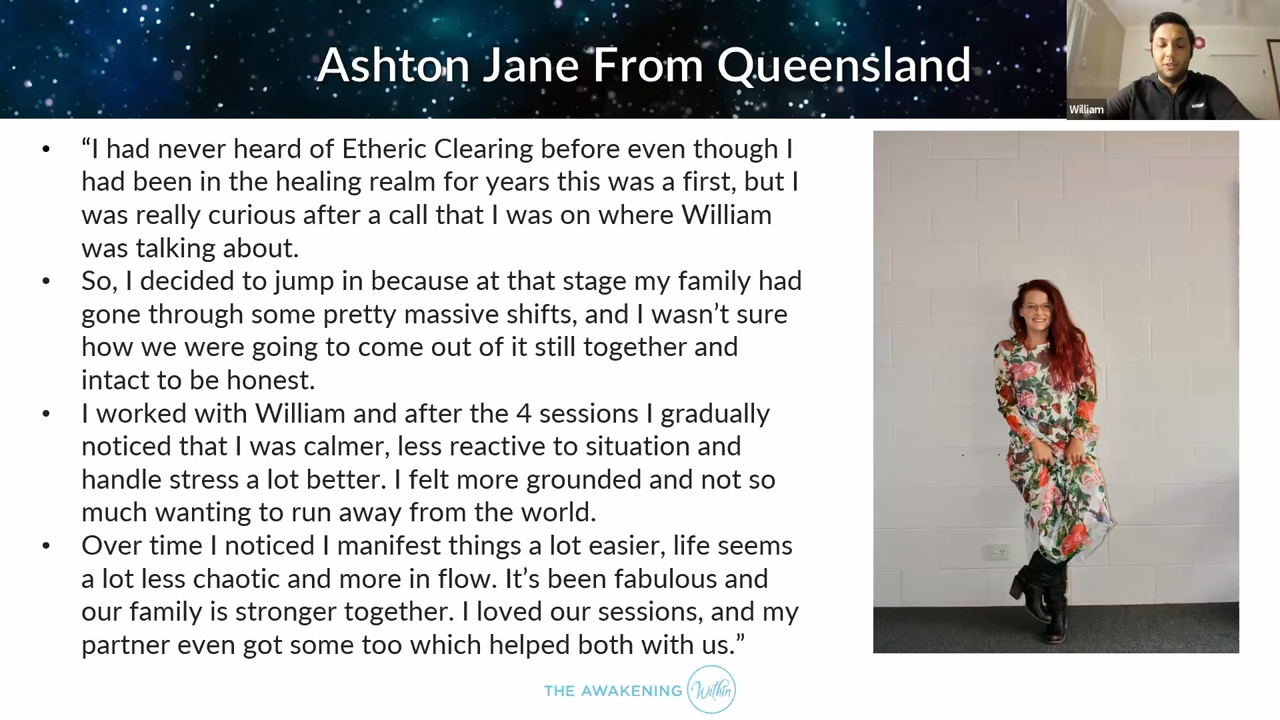 Ashton Jane From Queensland
William
• “I had never heard of Etheric Clearing before even though I
had been in the healing realm for years this was a first, but I
was really curious after a call that I was on where William
was talking about.
• So, I decided to jump in because at that stage my family had
gone through some pretty massive shifts, and I wasn’t sure
how we were going to come out of it still together and
intact to be honest.
• I worked with William and after the 4 sessions I gradually
noticed that I was calmer, less reactive to situation and
handle stress a lot better. I felt more grounded and not so
much wanting to run away from the world.
• Over time I noticed I manifest things a lot easier, life seems
a lot less chaotic and more in flow. It’s been fabulous and
our family is stronger together. I loved our sessions, and my
partner even got some too which helped both with us.”
THE AWAKENING Within